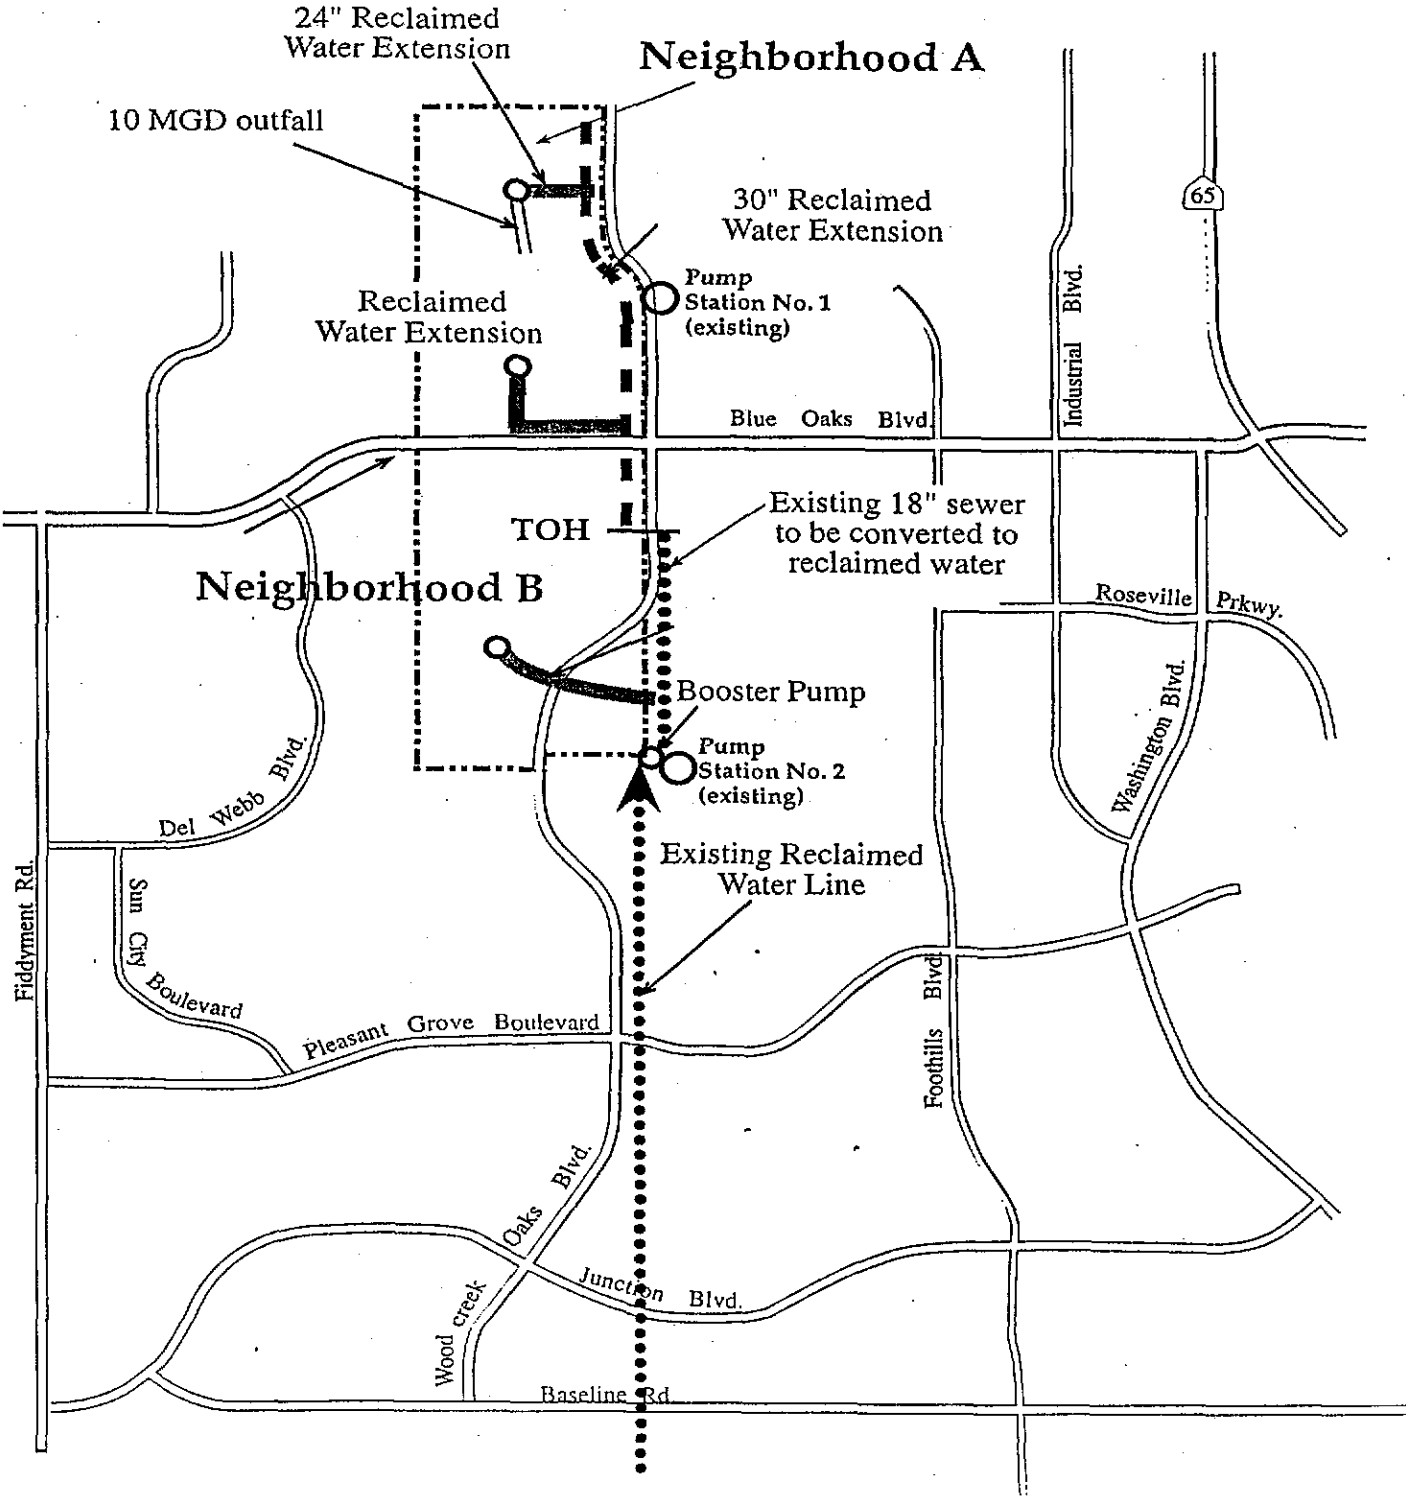 24" Reclaimed
Water Extension
Neighborhood A
10 MGD outfall
65
30" Reclaimed
Water Extension
Pump
Station No. 1
(existing)
Reclaimed
Water Extension
Industrial Blvd.
Blue Oaks Blvd.
Existing 18" sewer
to be converted to
reclaimed water
TOH
Neighborhood B
Roseville Prkwy.
Washington Blvd.
Booster Pump
Pump
Station No. 2
(existing)
Del Webb Blvd.
Existing Reclaimed
Water Line
Fiddyment Rd.
Sun City Boulevard
Pleasant Grove Boulevard
Foothills Blvd.
Wood creek Oaks Blvd.
Junction Blvd.
Baseline Rd.